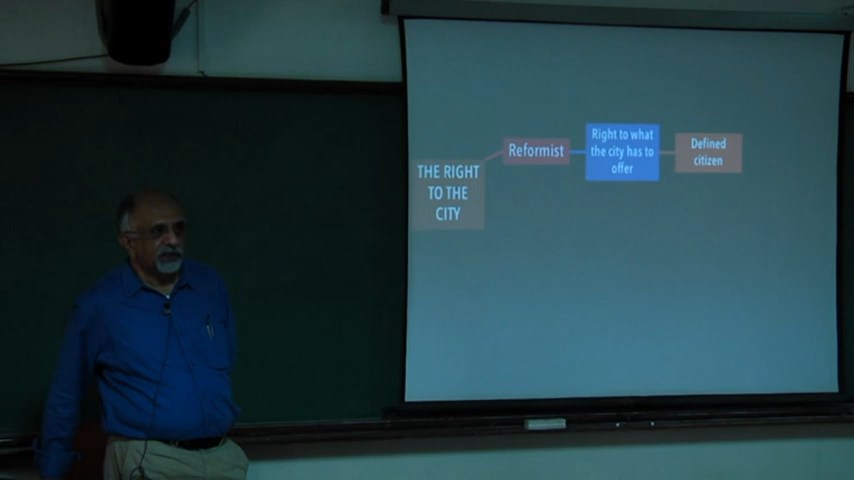 THE RIGHT
TO THE
CITY
Reformist
Right to what
the city has to
offer
Defined
citizen